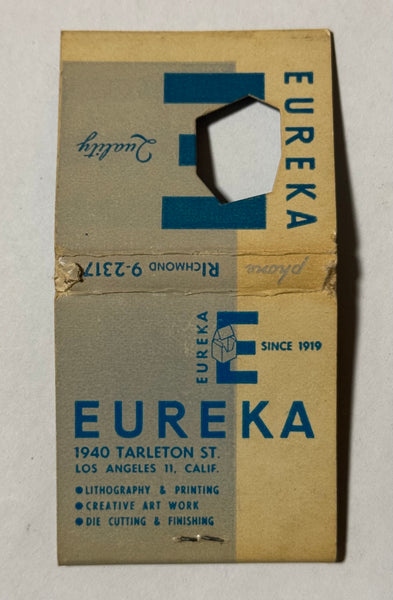 EUREKA
Quality
phone RICHMOND 9-2317
EUREKA
E
SINCE 1919
EUREKA
1940 TARLETON ST.
LOS ANGELES 11, CALIF.
●LITHOGRAPHY & PRINTING
●CREATIVE ART WORK
●DIE CUTTING & FINISHING